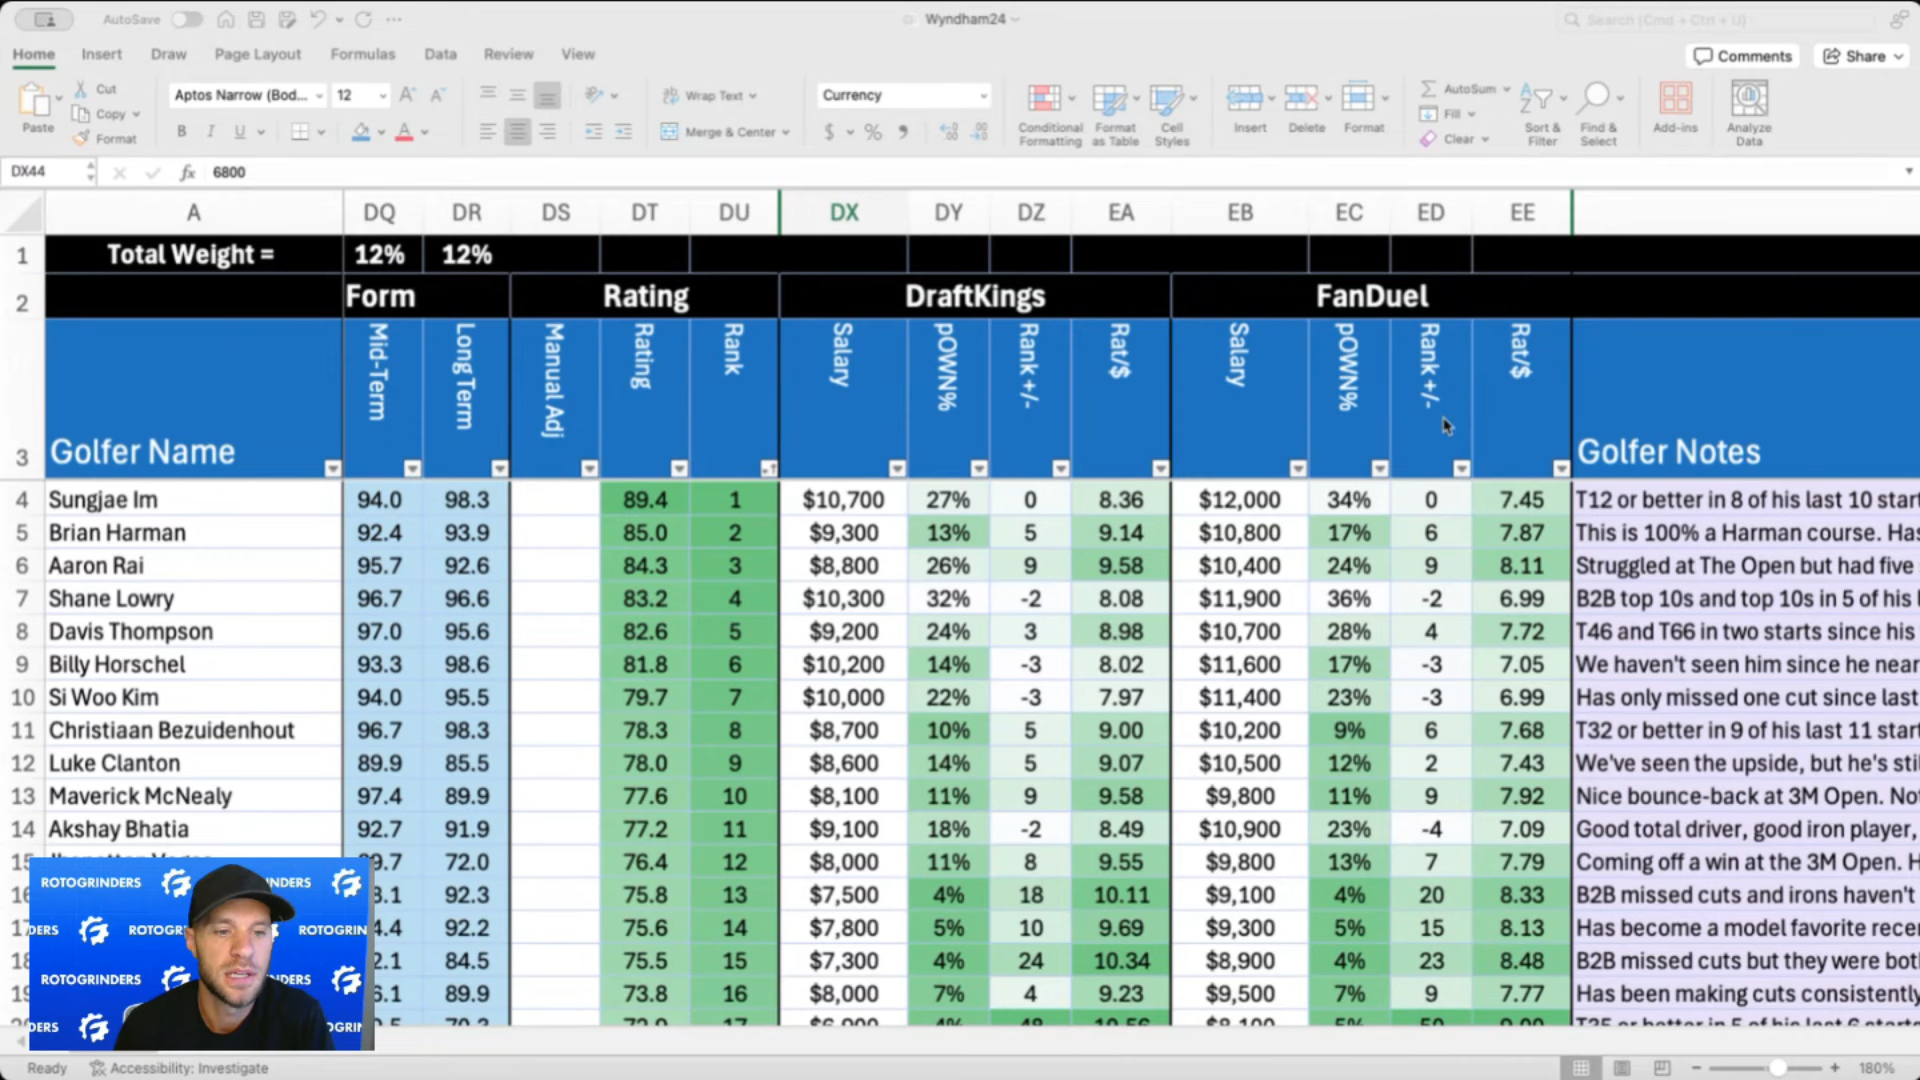 AutoSave
Wyndham24
Search (Cmd + Ctrl + U)
Home Insert Draw Page Layout Formulas Data Review View
Comments Share
Paste Cut Copy Format
Aptos Narrow (Bod... 12
B I U
Wrap Text
Merge & Center
Currency
$ %
Conditional Formatting
Format as Table
Cell Styles
Insert Delete Format
AutoSum
Fill
Clear
Sort & Filter
Find & Select
Add-ins
Analyze Data
DX44 fx 6800
A DQ DR DS DT DU DX DY DZ EA EB EC ED EE
1 Total Weight = 12% 12%
2 Form Rating DraftKings FanDuel
3 Golfer Name Mid-Term Long Term Manual Adj Rating Rank Salary pOWN% Rank +/- Rat/$ Salary pOWN% Rank +/- Rat/$ Golfer Notes
4 Sungjae Im 94.0 98.3 89.4 1 $10,700 27% 0 8.36 $12,000 34% 0 7.45 T12 or better in 8 of his last 10 start
5 Brian Harman 92.4 93.9 85.0 2 $9,300 13% 5 9.14 $10,800 17% 6 7.87 This is 100% a Harman course. Has
6 Aaron Rai 95.7 92.6 84.3 3 $8,800 26% 9 9.58 $10,400 24% 9 8.11 Struggled at The Open but had five
7 Shane Lowry 96.7 96.6 83.2 4 $10,300 32% -2 8.08 $11,900 36% -2 6.99 B2B top 10s and top 10s in 5 of his
8 Davis Thompson 97.0 95.6 82.6 5 $9,200 24% 3 8.98 $10,700 28% 4 7.72 T46 and T66 in two starts since his
9 Billy Horschel 93.3 98.6 81.8 6 $10,200 14% -3 8.02 $11,600 17% -3 7.05 We haven't seen him since he near
10 Si Woo Kim 94.0 95.5 79.7 7 $10,000 22% -3 7.97 $11,400 23% -3 6.99 Has only missed one cut since last
11 Christiaan Bezuidenhout 96.7 98.3 78.3 8 $8,700 10% 5 9.00 $10,200 9% 6 7.68 T32 or better in 9 of his last 11 start
12 Luke Clanton 89.9 85.5 78.0 9 $8,600 14% 5 9.07 $10,500 12% 2 7.43 We've seen the upside, but he's sti
13 Maverick McNealy 97.4 89.9 77.6 10 $8,100 11% 9 9.58 $9,800 11% 9 7.92 Nice bounce-back at 3M Open. No
14 Akshay Bhatia 92.7 91.9 77.2 11 $9,100 18% -2 8.49 $10,900 23% -4 7.09 Good total driver, good iron player,
15 9.7 72.0 76.4 12 $8,000 11% 8 9.55 $9,800 13% 7 7.79 Coming off a win at the 3M Open. H
16 3.1 92.3 75.8 13 $7,500 4% 18 10.11 $9,100 4% 20 8.33 B2B missed cuts and irons haven't
17 4.4 92.2 75.6 14 $7,800 5% 10 9.69 $9,300 5% 15 8.13 Has become a model favorite rece
18 2.1 84.5 75.5 15 $7,300 4% 24 10.34 $8,900 4% 23 8.48 B2B missed cuts but they were bot
19 6.1 89.9 73.8 16 $8,000 7% 4 9.23 $9,500 7% 9 7.77 Has been making cuts consistently
ROTOGRINDERS NDERS
DERS ROTOGR ROTOGRIN
ROTOGRINDERS
DERS
Ready Accessibility: Investigate 180%